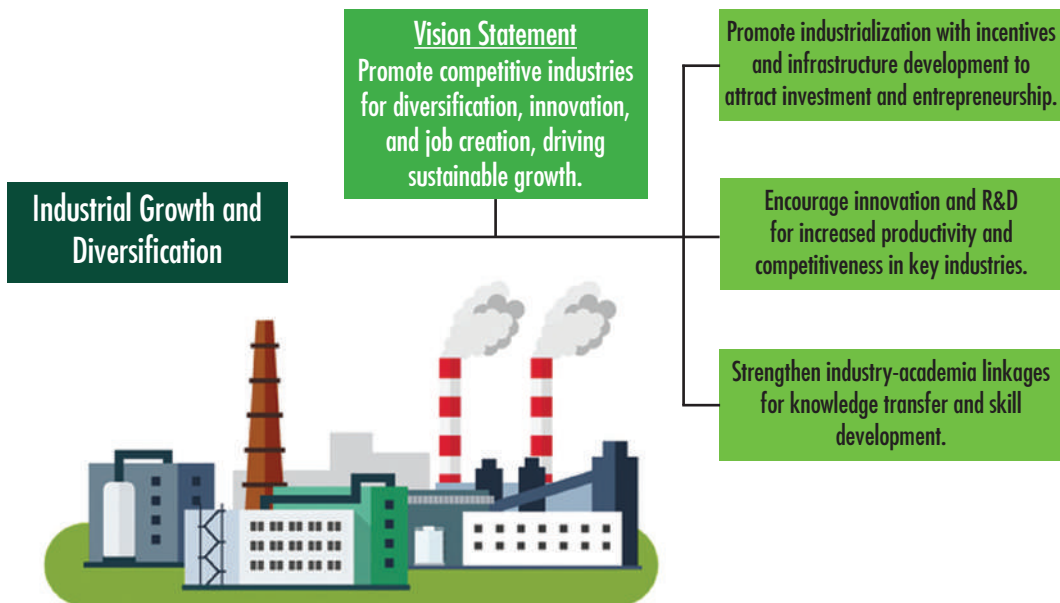 Vision Statement
Promote competitive industries
for diversification, innovation,
and job creation, driving
sustainable growth.
Industrial Growth and
Diversification
Promote industrialization with incentives
and infrastructure development to
attract investment and entrepreneurship.
Encourage innovation and R&D
for increased productivity and
competitiveness in key industries.
Strengthen industry-academia linkages
for knowledge transfer and skill
development.